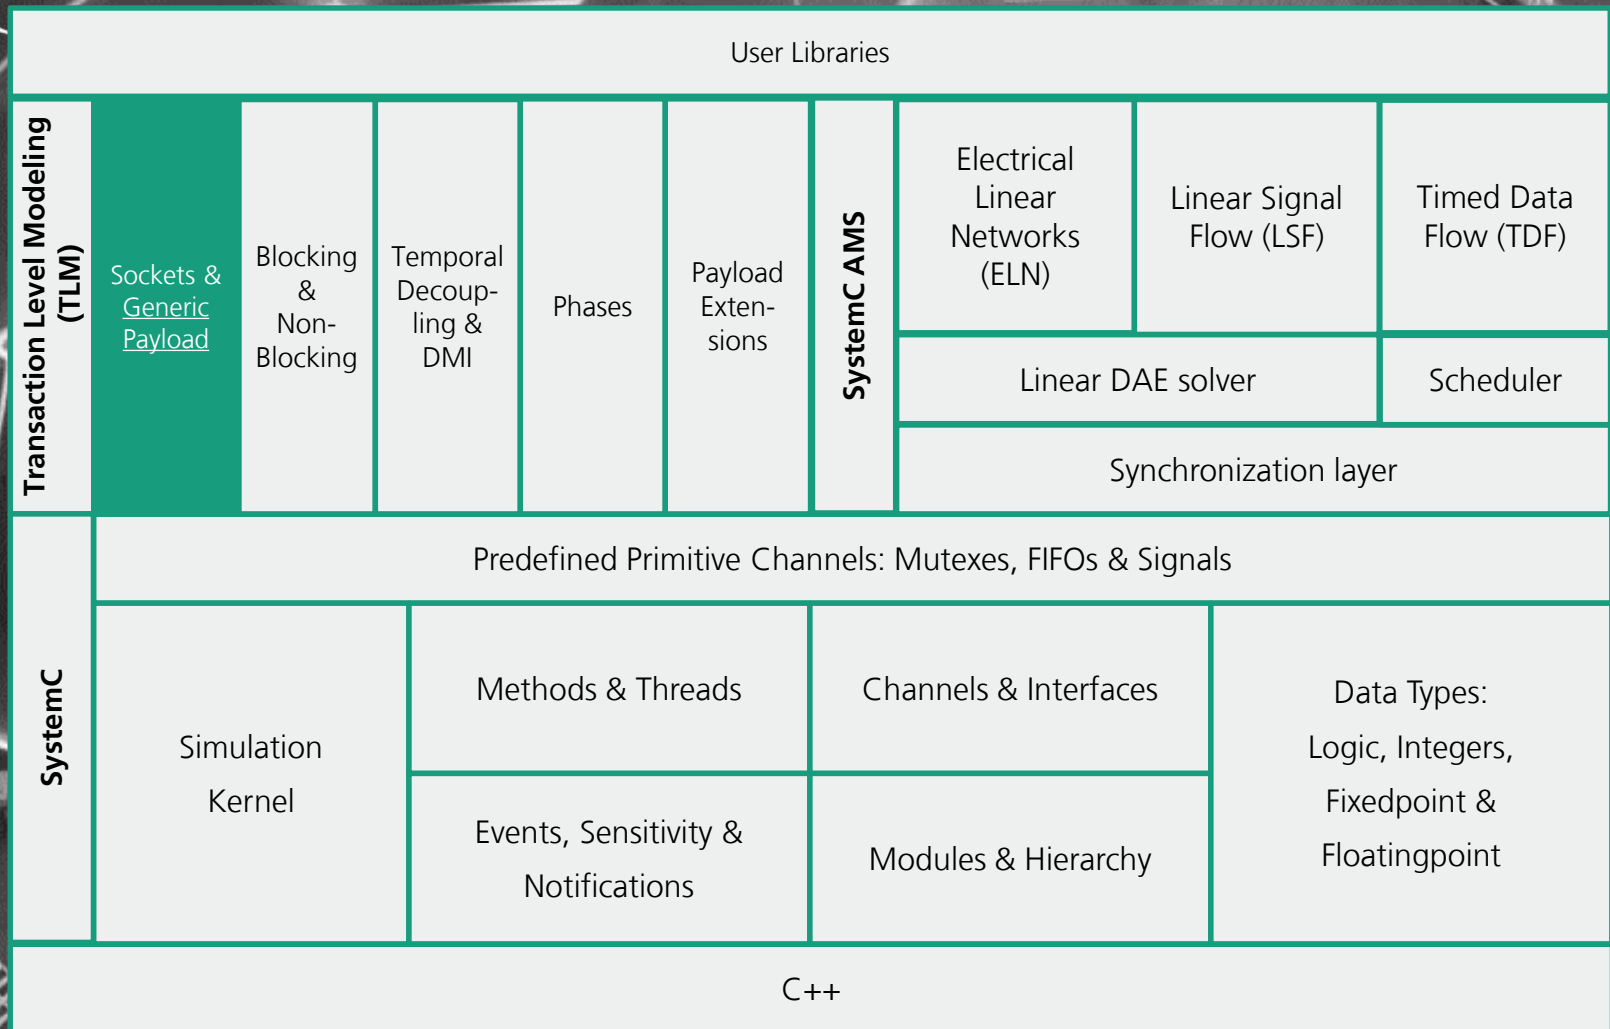 User Libraries
Transaction Level Modeling
(TLM)
Sockets &
Generic
Payload
Blocking
&
Non-
Blocking
Temporal
Decoup-
ling &
DMI
Phases
Payload
Exten-
sions
SystemC AMS
Electrical
Linear
Networks
(ELN)
Linear Signal
Flow (LSF)
Timed Data
Flow (TDF)
Linear DAE solver
Scheduler
Synchronization layer
SystemC
Predefined Primitive Channels: Mutexes, FIFOs & Signals
Simulation
Kernel
Methods & Threads
Channels & Interfaces
Events, Sensitivity &
Notifications
Modules & Hierarchy
Data Types:
Logic, Integers,
Fixedpoint &
Floatingpoint
C++